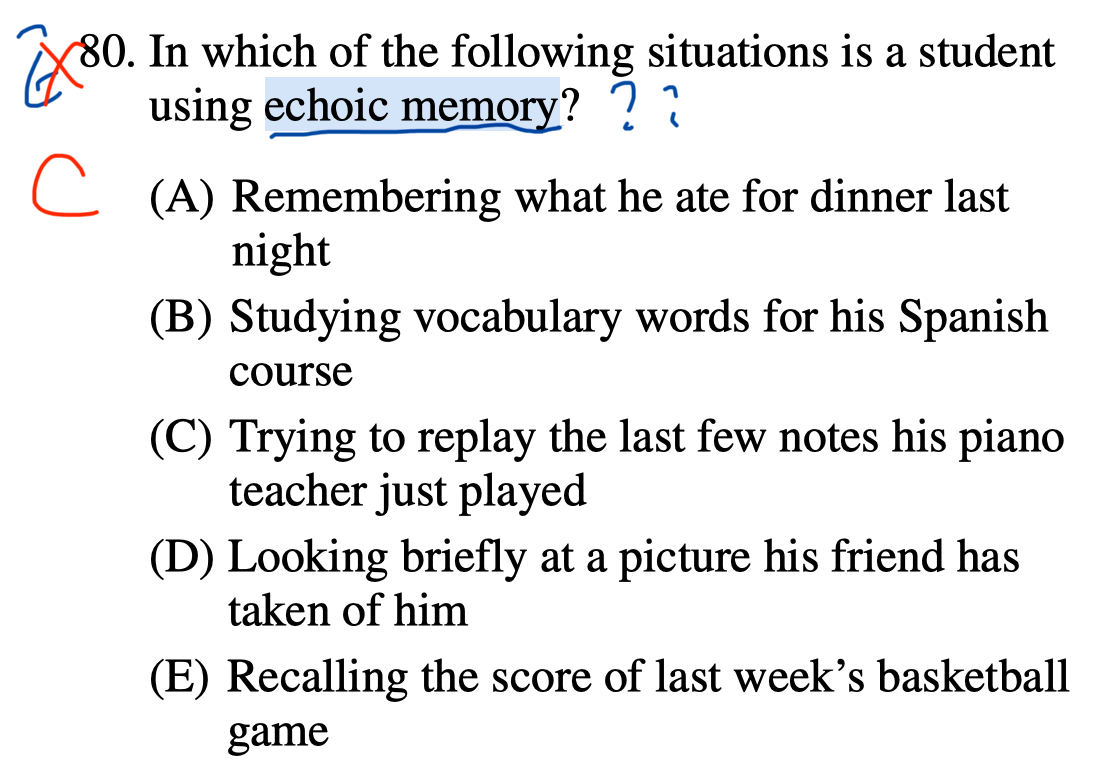 80. In which of the following situations is a student
using echoic memory? ? ?
C
(A) Remembering what he ate for dinner last
night
(B) Studying vocabulary words for his Spanish
course
(C) Trying to replay the last few notes his piano
teacher just played
(D) Looking briefly at a picture his friend has
taken of him
(E) Recalling the score of last week’s basketball
game